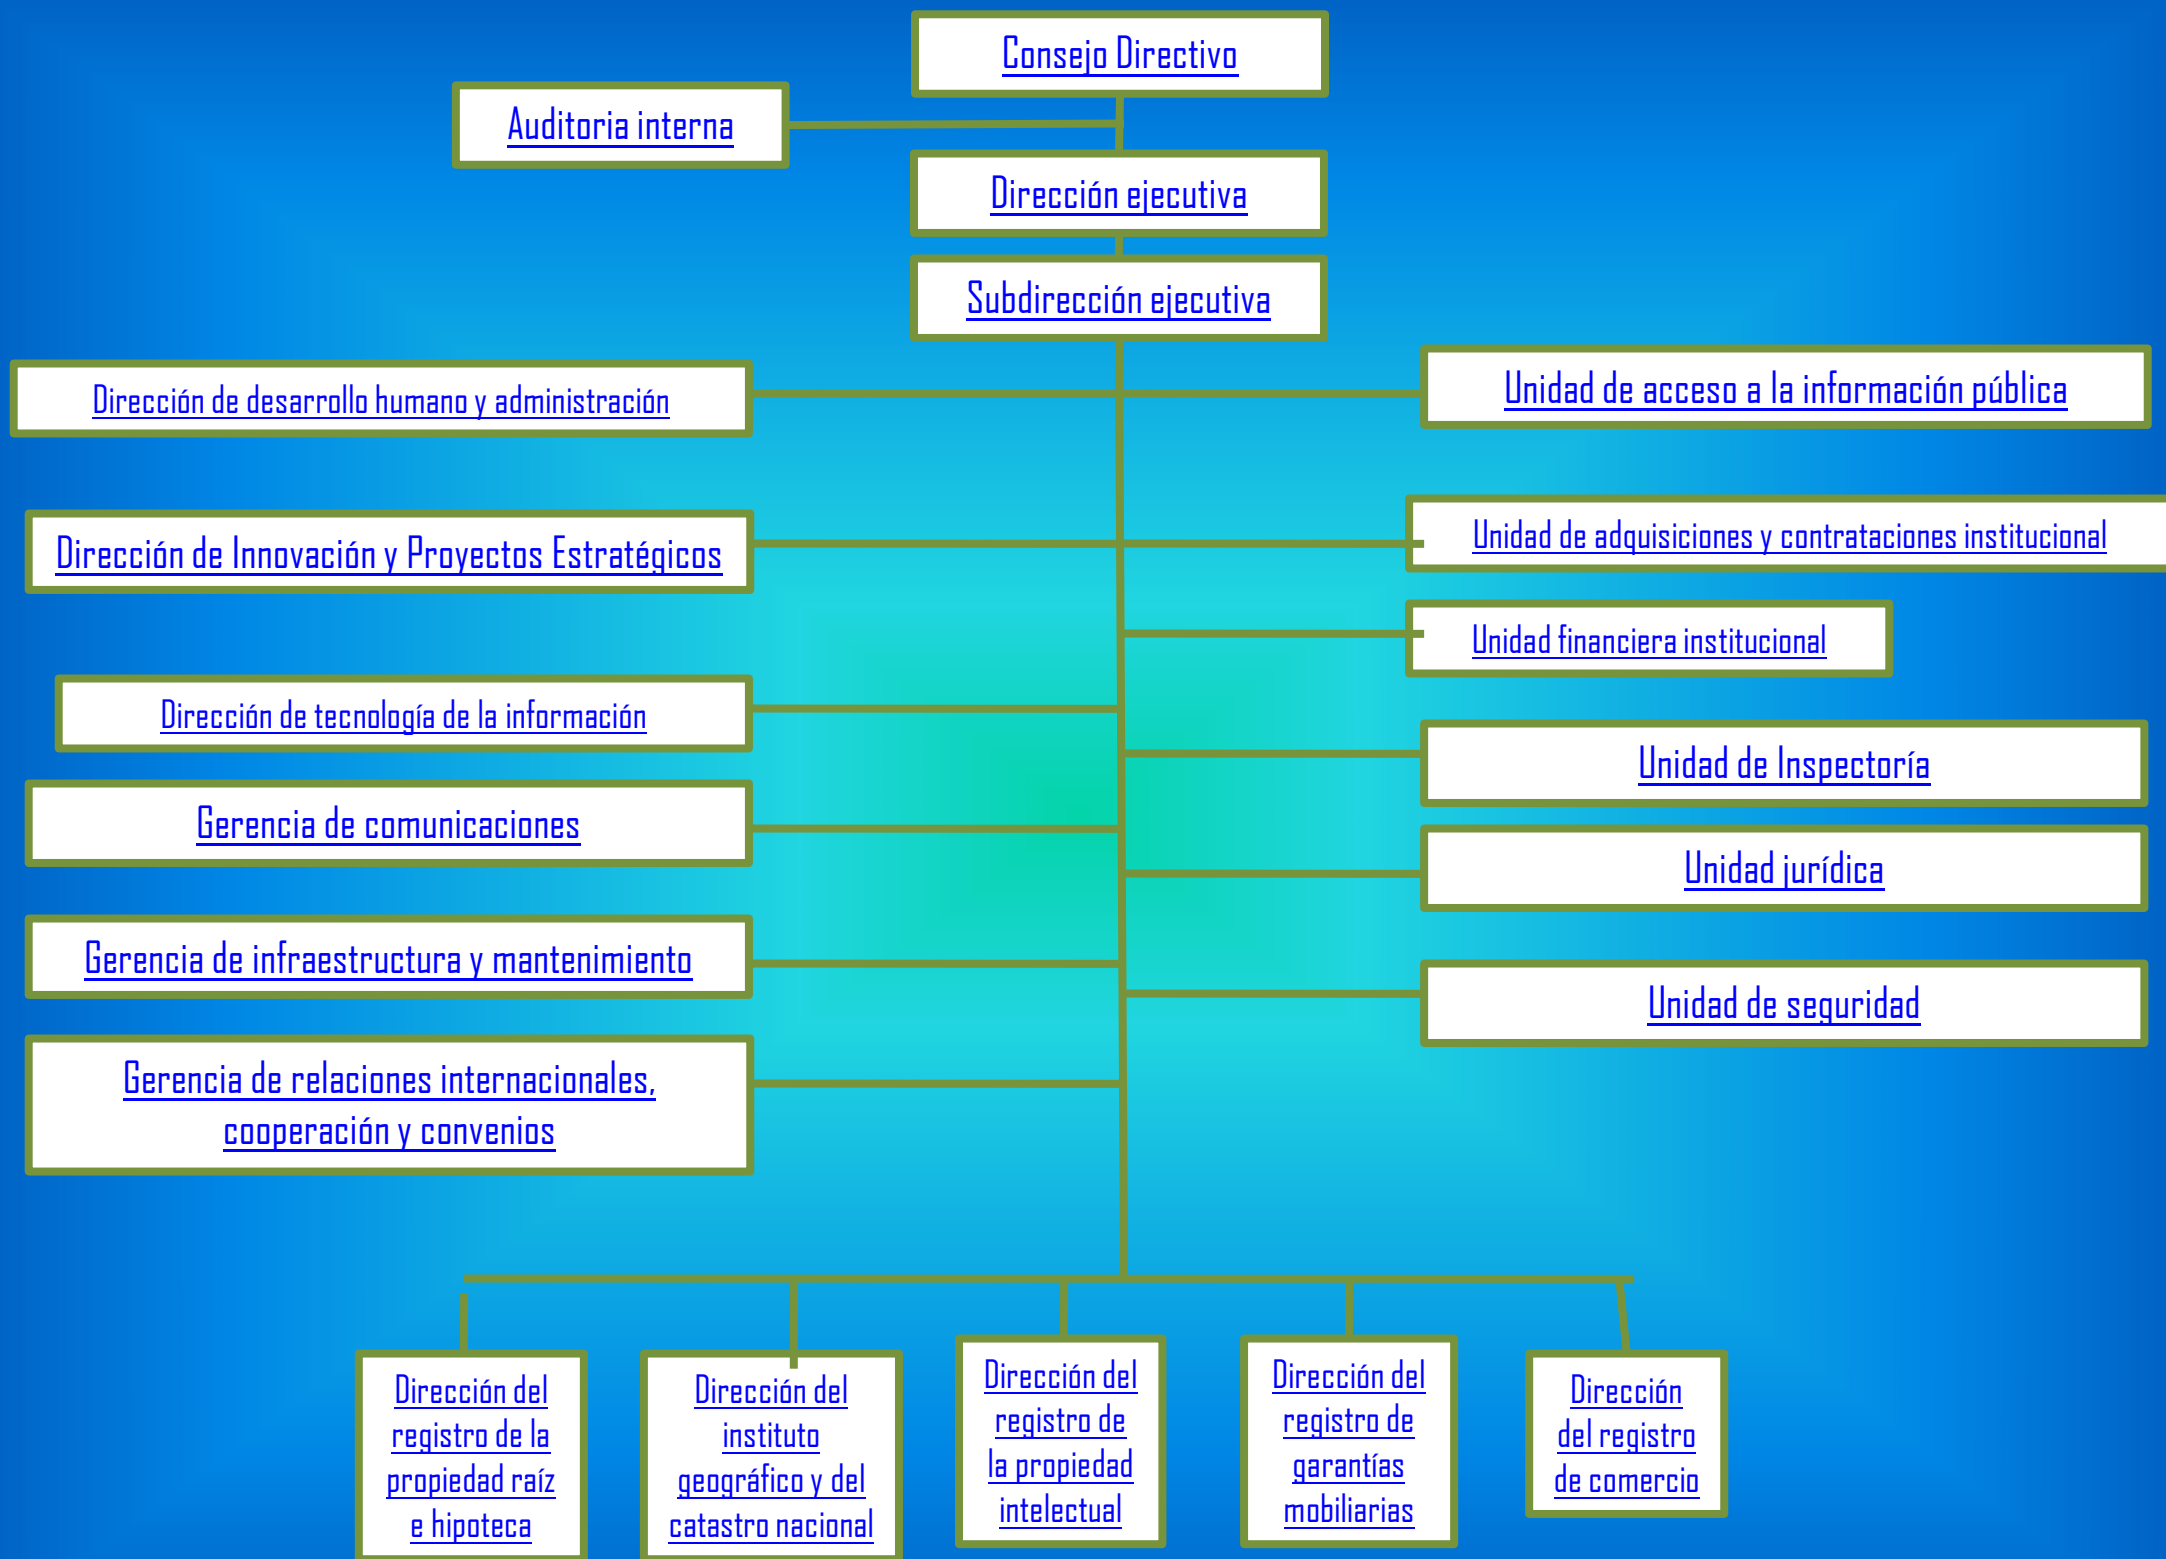 Consejo Directivo
Auditoria interna
Dirección ejecutiva
Subdirección ejecutiva
Dirección de desarrollo humano y administración
Unidad de acceso a la información pública
Dirección de Innovación y Proyectos Estratégicos
Unidad de adquisiciones y contrataciones institucional
Unidad financiera institucional
Dirección de tecnología de la información
Unidad de Inspectoría
Gerencia de comunicaciones
Unidad jurídica
Gerencia de infraestructura y mantenimiento
Unidad de seguridad
Gerencia de relaciones internacionales,
cooperación y convenios
Dirección del
registro de la
propiedad raíz
e hipoteca
Dirección del
instituto
geográfico y del
catastro nacional
Dirección del
registro de
la propiedad
intelectual
Dirección del
registro de
garantías
mobiliarias
Dirección
del registro
de comercio